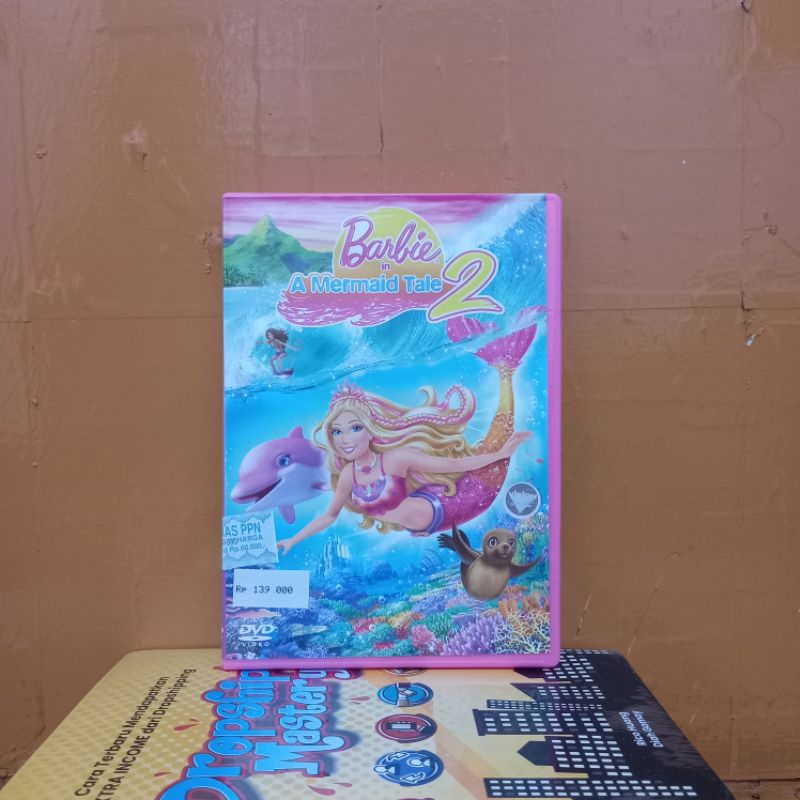 Barbie™
in
A Mermaid Tale 2
AS PPN
HARGA
Rp.60.000,-
Rp 139.000
DVD
VIDEO
Dropship
Mastery
Cara Terbaru Mendapatkan
EXTRA INCOME dari Dropshipping